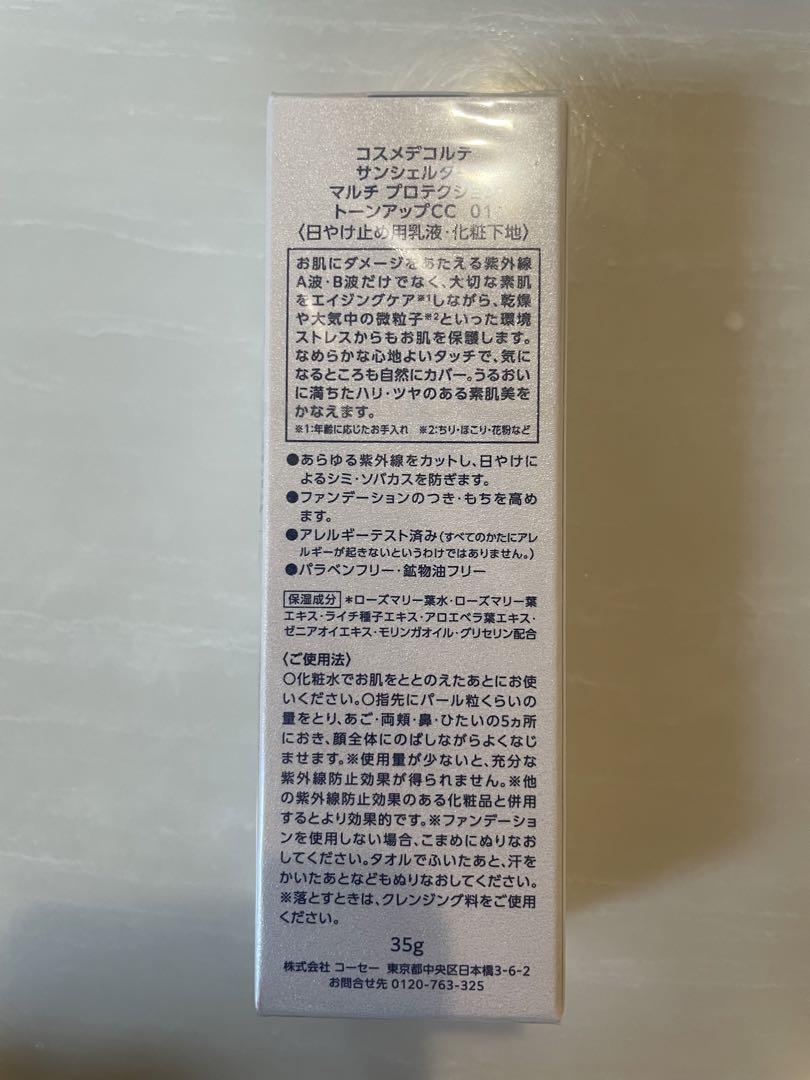 コスメデコルテ
サンシェルター
マルチ プロテクション
トーンアップCC 01
〈日やけ止め用乳液・化粧下地〉
お肌にダメージをあたえる紫外線
A波・B波だけでなく、大切な素肌
をエイジングケア※1しながら、乾燥
や大気中の微粒子※2といった環境
ストレスからもお肌を保護します。
なめらかな心地よいタッチで、気に
なるところも自然にカバー。うるおい
に満ちたハリ・ツヤのある素肌美を
かなえます。
※1:年齢に応じたお手入れ ※2:ちり・ほこり・花粉など
●あらゆる紫外線をカットし、日やけに
よるシミ・ソバカスを防ぎます。
●ファンデーションのつき・もちを高め
ます。
●アレルギーテスト済み(すべてのかたにアレ
ルギーが起きないというわけではありません。)
●パラベンフリー・鉱物油フリー
保湿成分 *ローズマリー葉水・ローズマリー葉
エキス・ライチ種子エキス・アロエベラ葉エキス・
ゼニアオイエキス・モリンガオイル・グリセリン配合
〈ご使用法〉
○化粧水でお肌をととのえたあとにお使
いください。○指先にパール粒くらいの
量をとり、あご・両頬・鼻・ひたいの5ヵ所
におき、顔全体にのばしながらよくなじ
ませます。※使用量が少ないと、充分な
紫外線防止効果が得られません。※他
の紫外線防止効果のある化粧品と併用
するとより効果的です。※ファンデーショ
ンを使用しない場合、こまめにぬりなお
してください。タオルでふいたあと、汗を
かいたあとなどもぬりなおしてください。
※落とすときは、クレンジング料をご使用
ください。
35g
株式会社 コーセー 東京都中央区日本橋3-6-2
お問合せ先 0120-763-325